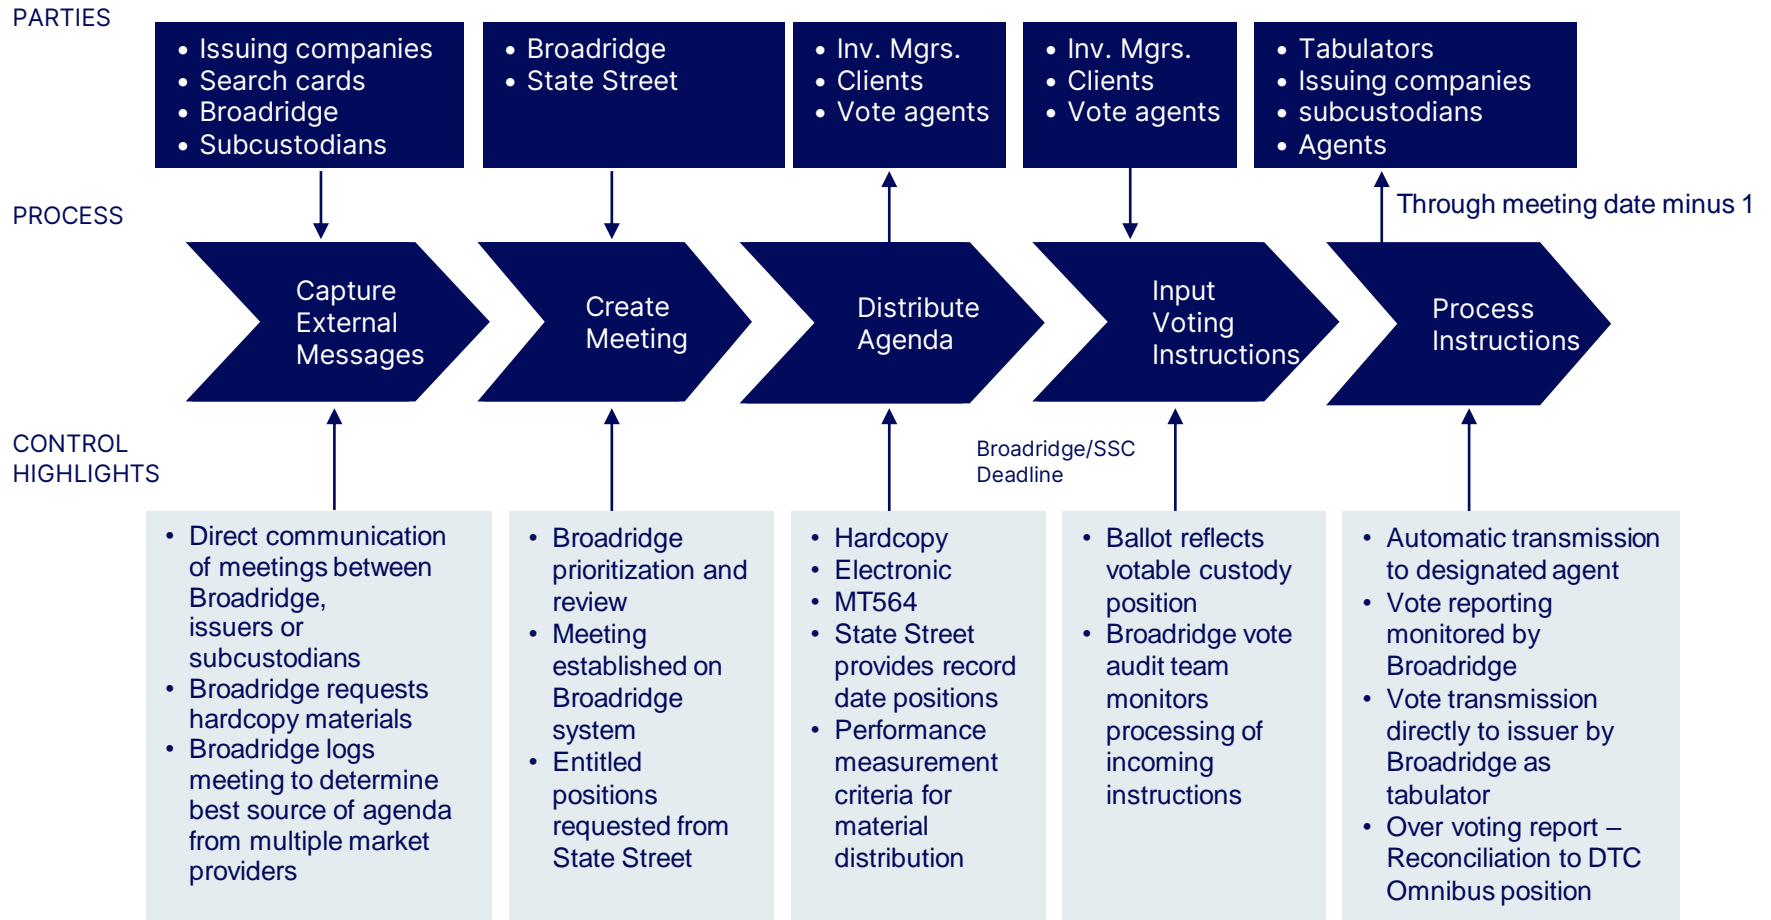 PARTIES
• Issuing companies
• Search cards
• Broadridge
• Subcustodians
• Broadridge
• State Street
• Inv. Mgrs.
• Clients
• Vote agents
• Inv. Mgrs.
• Clients
• Vote agents
• Tabulators
• Issuing companies
• subcustodians
• Agents
PROCESS
Through meeting date minus 1
Capture
External
Messages
Create
Meeting
Distribute
Agenda
Input
Voting
Instructions
Process
Instructions
CONTROL
HIGHLIGHTS
Broadridge/SSC
Deadline
• Direct communication
of meetings between
Broadridge,
issuers or
subcustodians
• Broadridge requests
hardcopy materials
• Broadridge logs
meeting to determine
best source of agenda
from multiple market
providers
• Broadridge
prioritization and
review
• Meeting
established on
Broadridge
system
• Entitled
positions
requested from
State Street
• Hardcopy
• Electronic
• MT564
• State Street
provides record
date positions
• Performance
measurement
criteria for
material
distribution
• Ballot reflects
votable custody
position
• Broadridge vote
audit team
monitors
processing of
incoming
instructions
• Automatic transmission
to designated agent
• Vote reporting
monitored by
Broadridge
• Vote transmission
directly to issuer by
Broadridge as
tabulator
• Over voting report –
Reconciliation to DTC
Omnibus position